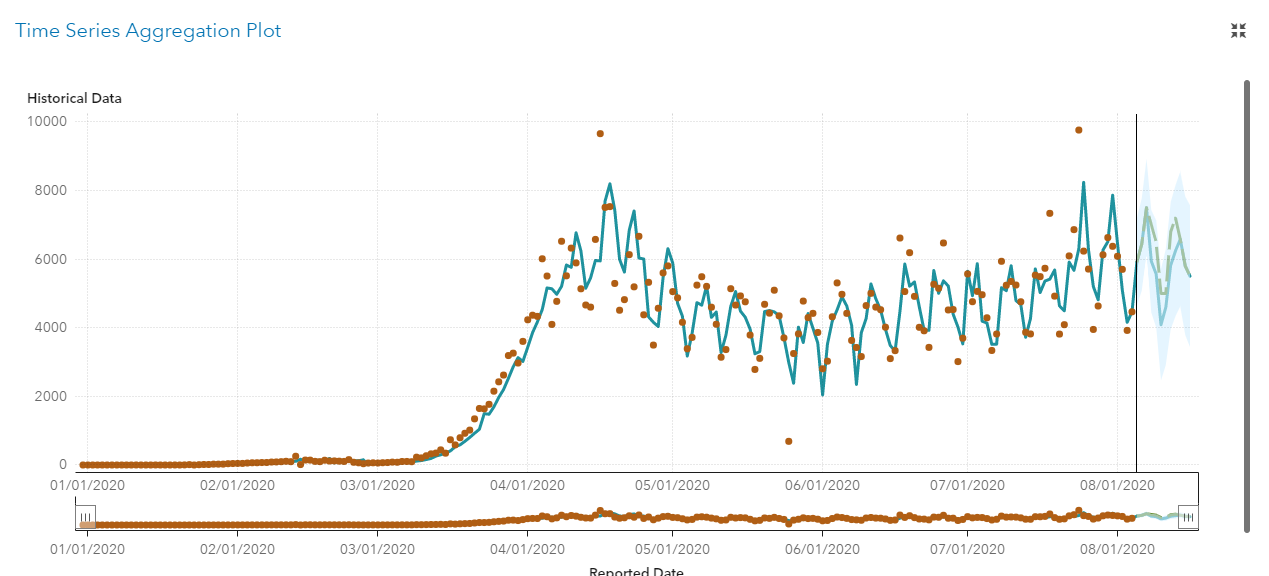 Time Series Aggregation Plot
Historical Data
10000
8000
6000
4000
2000
0
01/01/2020 02/01/2020 03/01/2020 04/01/2020 05/01/2020 06/01/2020 07/01/2020 08/01/2020
01/01/2020 02/01/2020 03/01/2020 04/01/2020 05/01/2020 06/01/2020 07/01/2020 08/01/2020
Reported Date